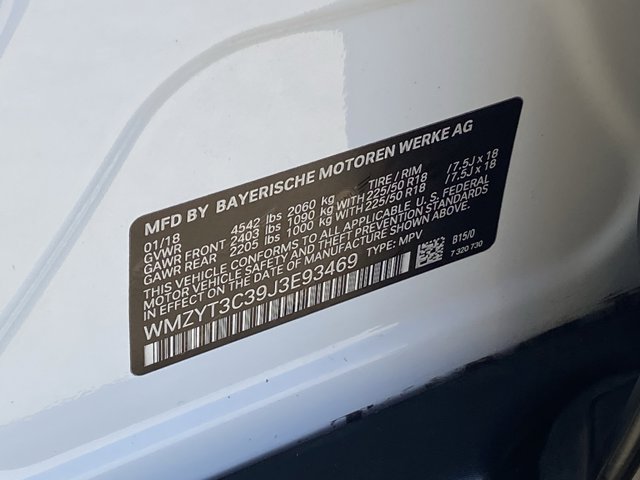 MFD BY BAYERISCHE MOTOREN WERKE AG
01/18
GVWR 4542 lbs 2060 kg TIRE / RIM
GAWR FRONT 2403 lbs 1090 kg WITH 225/50 R18 /7.5J x 18
GAWR REAR 2205 lbs 1000 kg WITH 225/50 R18 /7.5J x 18
THIS VEHICLE CONFORMS TO ALL APPLICABLE U.S. FEDERAL
MOTOR VEHICLE SAFETY AND THEFT PREVENTION STANDARDS
IN EFFECT ON THE DATE OF MANUFACTURE SHOWN ABOVE.
WMZYT3C39J3E93469 TYPE: MPV
B15/0
7 320 730